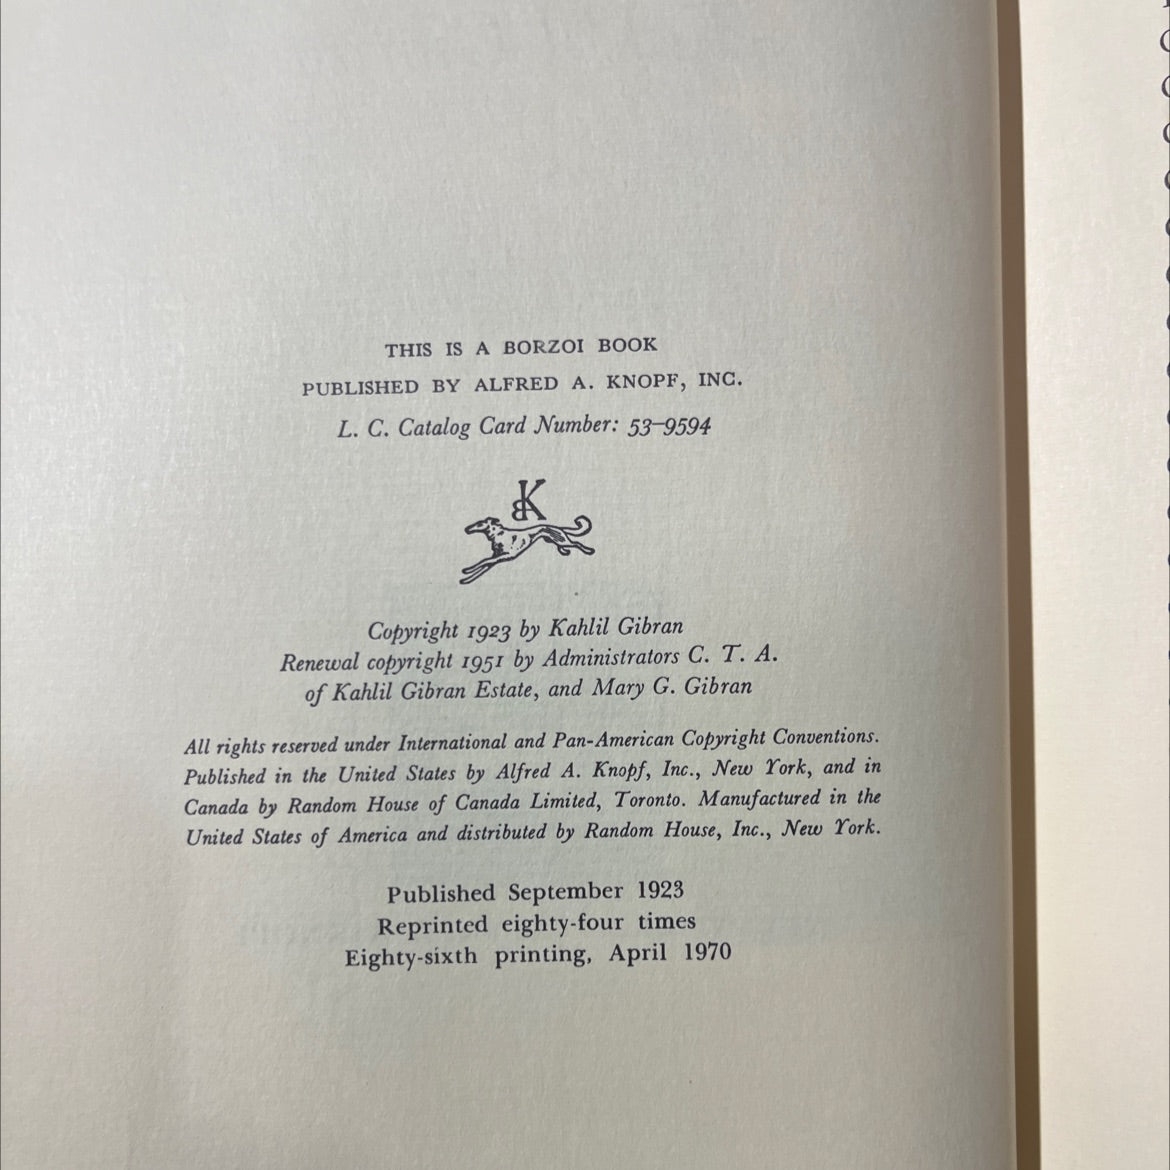 THIS IS A BORZOI BOOK
PUBLISHED BY ALFRED A. KNOPF, INC.
L. C. Catalog Card Number: 53-9594
BK
Copyright 1923 by Kahlil Gibran
Renewal copyright 1951 by Administrators C. T. A.
of Kahlil Gibran Estate, and Mary G. Gibran
All rights reserved under International and Pan-American Copyright Conventions.
Published in the United States by Alfred A. Knopf, Inc., New York, and in
Canada by Random House of Canada Limited, Toronto. Manufactured in the
United States of America and distributed by Random House, Inc., New York.
Published September 1923
Reprinted eighty-four times
Eighty-sixth printing, April 1970